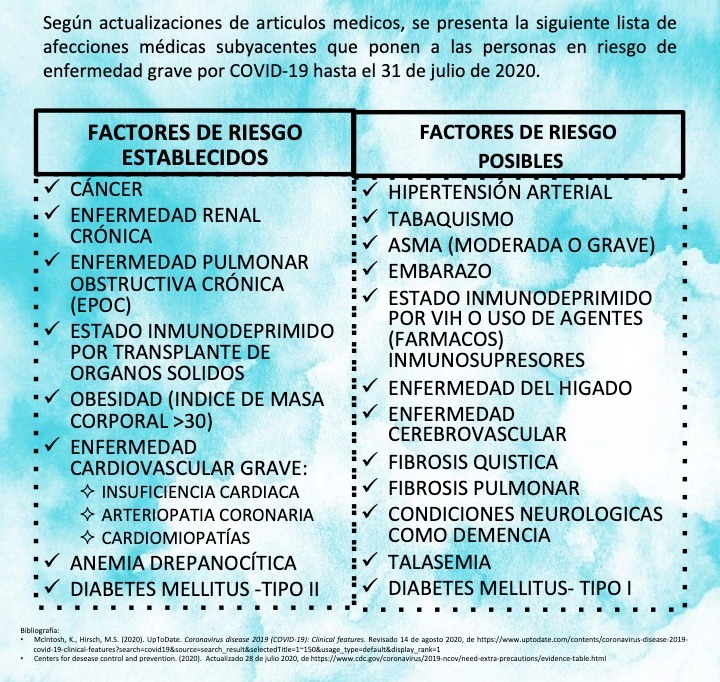 Según actualizaciones de articulos medicos, se presenta la siguiente lista de
afecciones médicas subyacentes que ponen a las personas en riesgo de
enfermedad grave por COVID-19 hasta el 31 de julio de 2020.
FACTORES DE RIESGO
ESTABLECIDOS
✓ CÁNCER
✓ ENFERMEDAD RENAL
CRÓNICA
✓ ENFERMEDAD PULMONAR
OBSTRUCTIVA CRÓNICA
(EPOC)
✓ ESTADO INMUNODEPRIMIDO
POR TRANSPLANTE DE
ORGANOS SOLIDOS
✓ OBESIDAD (INDICE DE MASA
CORPORAL >30)
✓ ENFERMEDAD
CARDIOVASCULAR GRAVE:
✧ INSUFICIENCIA CARDIACA
✧ ARTERIOPATIA CORONARIA
✧ CARDIOMIOPATÍAS
✓ ANEMIA DREPANOCÍTICA
✓ DIABETES MELLITUS -TIPO II
FACTORES DE RIESGO
POSIBLES
✓ HIPERTENSIÓN ARTERIAL
✓ TABAQUISMO
✓ ASMA (MODERADA O GRAVE)
✓ EMBARAZO
✓ ESTADO INMUNODEPRIMIDO
POR VIH O USO DE AGENTES
(FARMACOS)
INMUNOSUPRESORES
✓ ENFERMEDAD DEL HIGADO
✓ ENFERMEDAD
CEREBROVASCULAR
✓ FIBROSIS QUISTICA
✓ FIBROSIS PULMONAR
✓ CONDICIONES NEUROLOGICAS
COMO DEMENCIA
✓ TALASEMIA
✓ DIABETES MELLITUS- TIPO I
Bibliografía:
• McIntosh, K., Hirsch, M.S. (2020). UpToDate. Coronavirus disease 2019 (COVID-19): Clinical features. Revisado 14 de agosto 2020, de https://www.uptodate.com/contents/coronavirus-disease-2019-
covid-19-clinical-features?search=covid19&source=search_result&selectedTitle=1~150&usage_type=default&display_rank=1
• Centers for desease control and prevention. (2020). Actualizado 28 de julio 2020, de https://www.cdc.gov/coronavirus/2019-ncov/need-extra-precautions/evidence-table.html